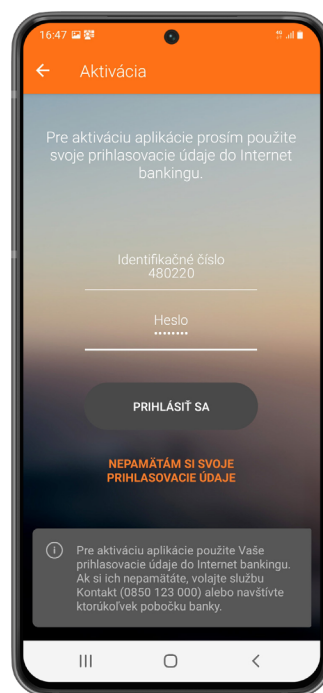 16:47
Aktivácia
Pre aktiváciu aplikácie prosím použite
svoje prihlasovacie údaje do Internet
bankingu.
Identifikačné číslo
480220
Heslo
••••••••
PRIHLÁSIŤ SA
NEPAMÄTÁM SI SVOJE
PRIHLASOVACIE ÚDAJE
Pre aktiváciu aplikácie použite Vaše
prihlasovacie údaje do Internet bankingu.
Ak si ich nepamätáte, volajte službu
Kontakt (0850 123 000) alebo navštívte
ktorúkoľvek pobočku banky.